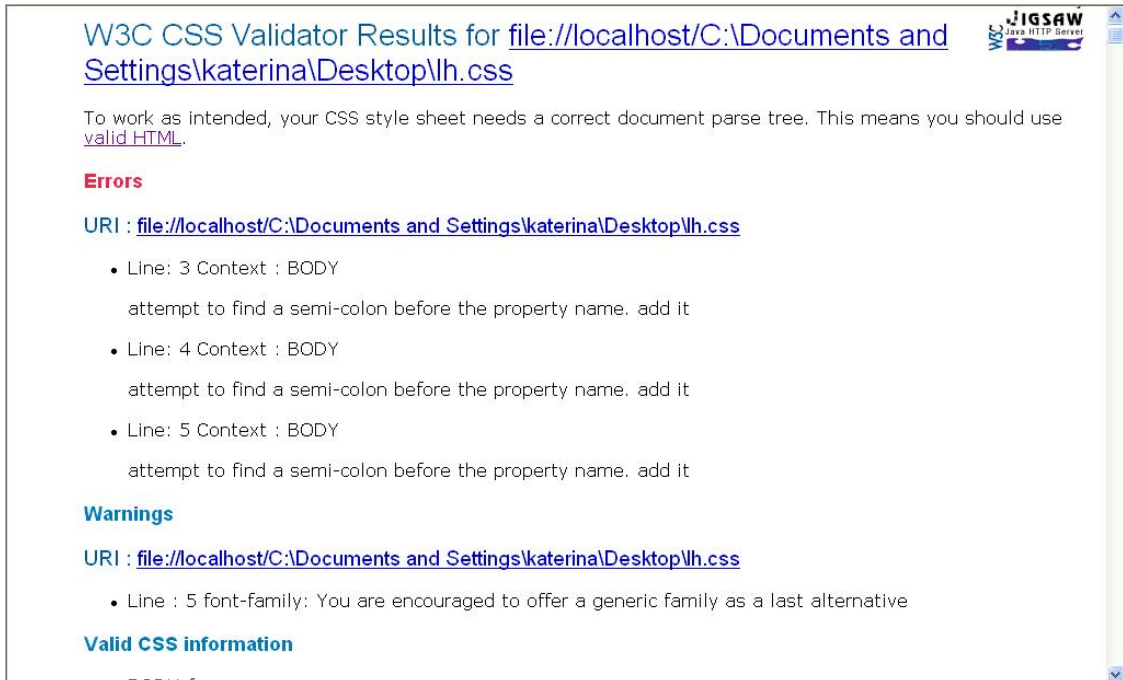 W3C CSS Validator Results for file://localhost/C:\Documents and
Settings\katerina\Desktop\lh.css
JIGSAW
Java HTTP Server
W3C
To work as intended, your CSS style sheet needs a correct document parse tree. This means you should use
valid HTML.
Errors
URI : file://localhost/C:\Documents and Settings\katerina\Desktop\lh.css
• Line: 3 Context : BODY
attempt to find a semi-colon before the property name. add it
• Line: 4 Context : BODY
attempt to find a semi-colon before the property name. add it
• Line: 5 Context : BODY
attempt to find a semi-colon before the property name. add it
Warnings
URI : file://localhost/C:\Documents and Settings\katerina\Desktop\lh.css
• Line : 5 font-family: You are encouraged to offer a generic family as a last alternative
Valid CSS information